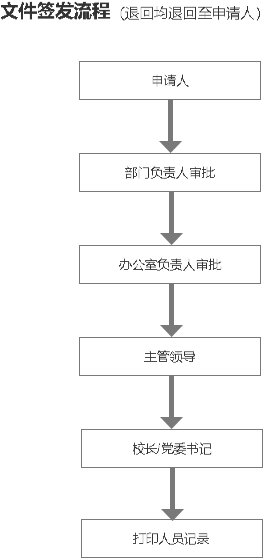 文件签发流程（退回均退回至申请人）
申请人
部门负责人审批
办公室负责人审批
主管领导
校长/党委书记
打印人员记录